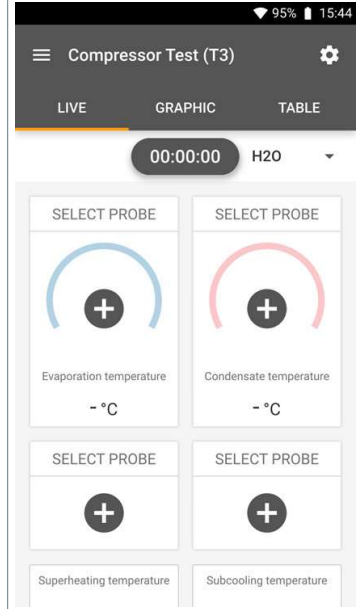 95% 15:44
Compressor Test (T3)
LIVE GRAPHIC TABLE
00:00:00 H2O
SELECT PROBE SELECT PROBE
Evaporation temperature Condensate temperature
- °C - °C
SELECT PROBE SELECT PROBE
Superheating temperature Subcooling temperature